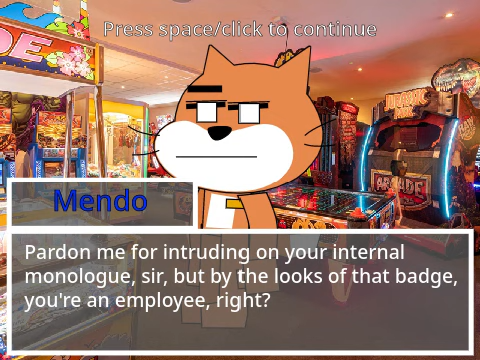 Press space/click to continue
DE
ARCADE
Mendo
Pardon me for intruding on your internal
monologue, sir, but by the looks of that badge,
you're an employee, right?